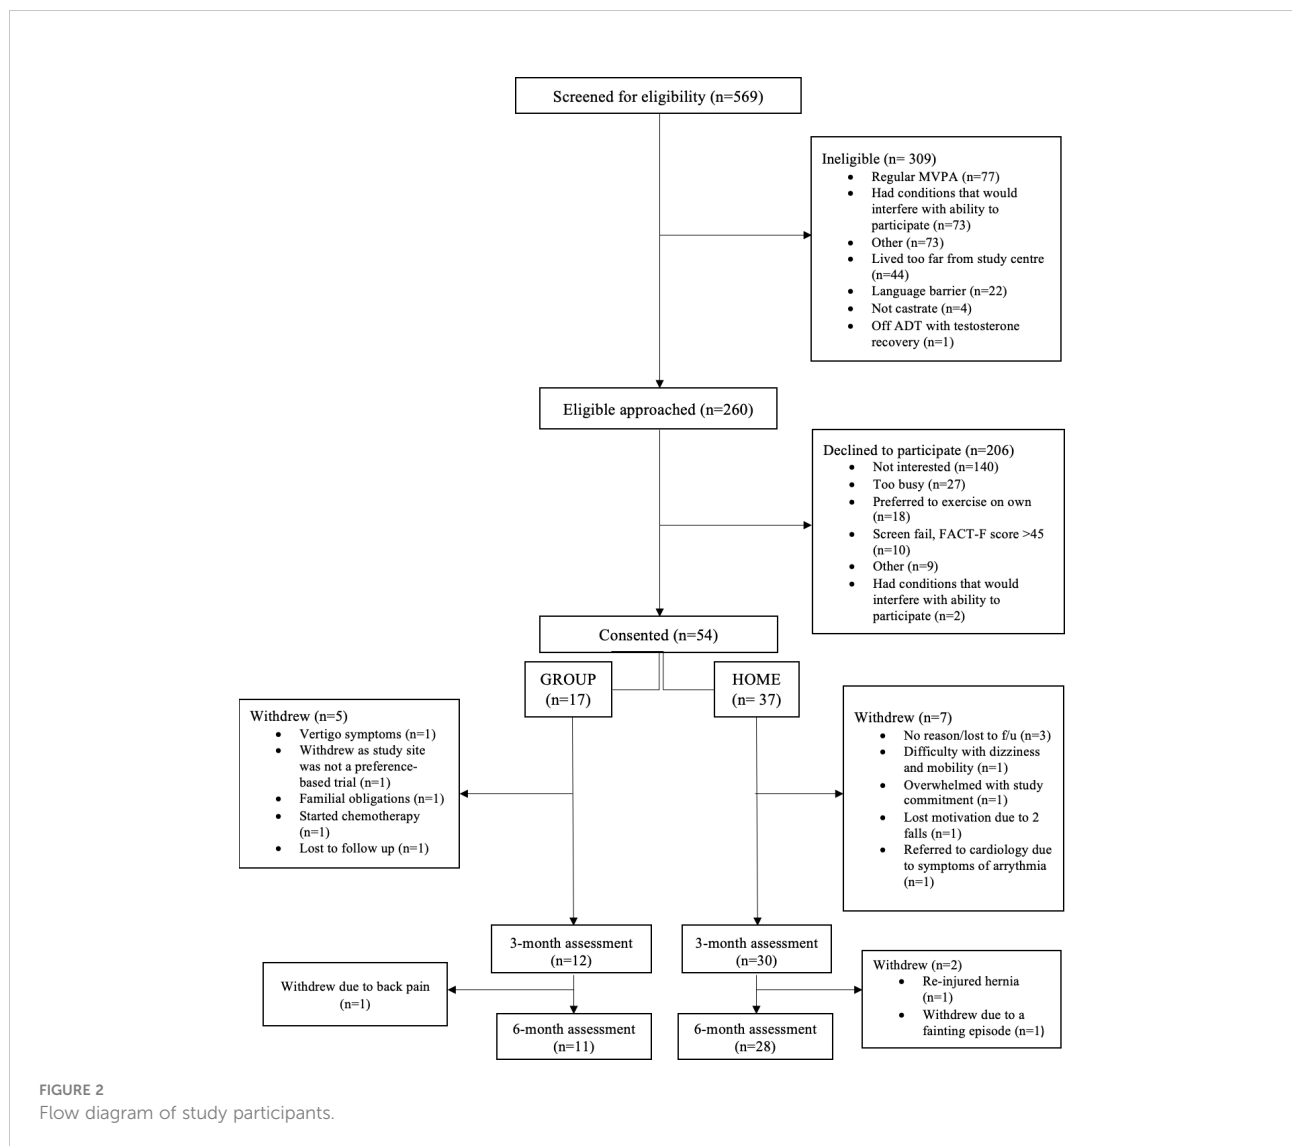 Screened for eligibility (n=569)
Ineligible (n= 309)
• Regular MVPA (n=77)
• Had conditions that would
interfere with ability to
participate (n=73)
• Other (n=73)
• Lived too far from study centre
(n=44)
• Language barrier (n=22)
• Not castrate (n=4)
• Off ADT with testosterone
recovery (n=1)
Eligible approached (n=260)
Declined to participate (n=206)
• Not interested (n=140)
• Too busy (n=27)
• Preferred to exercise on own
(n=18)
• Screen fail, FACT-F score >45
(n=10)
• Other (n=9)
• Had conditions that would
interfere with ability to
participate (n=2)
Consented (n=54)
GROUP
(n=17)
HOME
(n= 37)
Withdrew (n=5)
• Vertigo symptoms (n=1)
• Withdrew as study site
was not a preference-
based trial (n=1)
• Familial obligations (n=1)
• Started chemotherapy
(n=1)
• Lost to follow up (n=1)
Withdrew (n=7)
• No reason/lost to f/u (n=3)
• Difficulty with dizziness
and mobility (n=1)
• Overwhelmed with study
commitment (n=1)
• Lost motivation due to 2
falls (n=1)
• Referred to cardiology due
to symptoms of arrythmia
(n=1)
3-month assessment
(n=12)
3-month assessment
(n=30)
Withdrew due to back pain
(n=1)
Withdrew (n=2)
• Re-injured hernia
(n=1)
• Withdrew due to a
fainting episode (n=1)
6-month assessment
(n=11)
6-month assessment
(n=28)
FIGURE 2
Flow diagram of study participants.